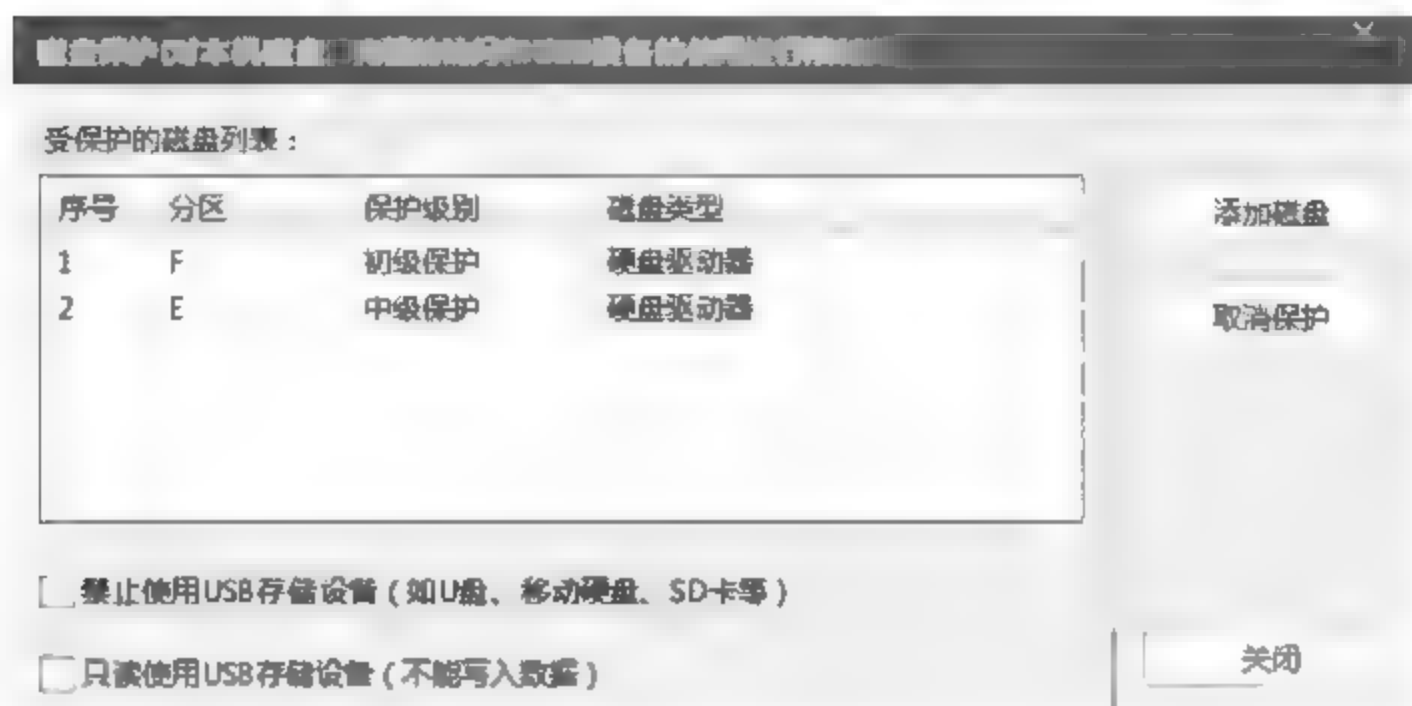 受保护的磁盘列表：
序号 分区 保护级别 磁盘类型
1 F 初级保护 硬盘驱动器
2 E 中级保护 硬盘驱动器
添加磁盘
取消保护
禁止使用USB存储设备（如U盘、移动硬盘、SD卡等）
只读使用USB存储设备（不能写入数据）
关闭